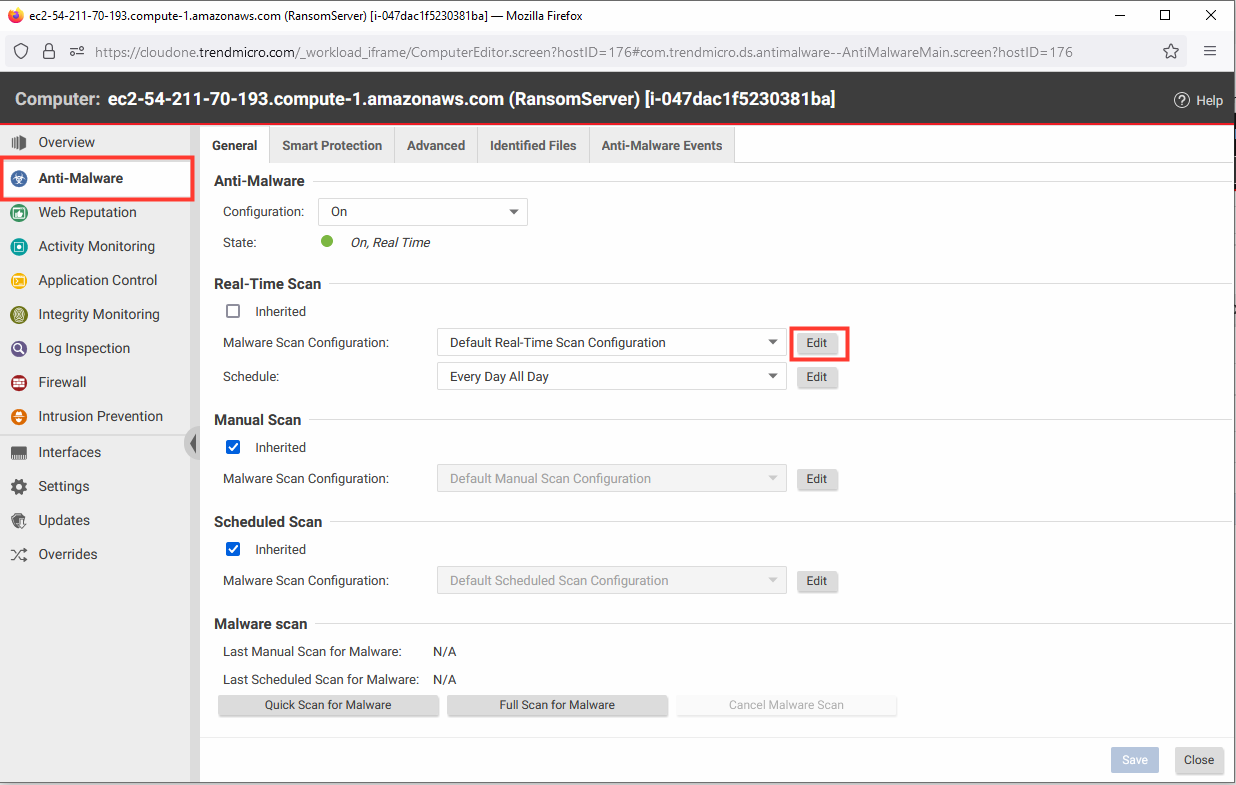 ec2-54-211-70-193.compute-1.amazonaws.com (RansomServer) [i-047dac1f5230381ba] — Mozilla Firefox
https://cloudone.trendmicro.com/_workload_iframe/ComputerEditor.screen?hostID=176#com.trendmicro.ds.antimalware--AntiMalwareMain.screen?hostID=176
Computer: ec2-54-211-70-193.compute-1.amazonaws.com (RansomServer) [i-047dac1f5230381ba]
Help
Overview
Anti-Malware
Web Reputation
Activity Monitoring
Application Control
Integrity Monitoring
Log Inspection
Firewall
Intrusion Prevention
Interfaces
Settings
Updates
Overrides
General Smart Protection Advanced Identified Files Anti-Malware Events
Anti-Malware
Configuration: On
State: On, Real Time
Real-Time Scan
Inherited
Malware Scan Configuration: Default Real-Time Scan Configuration Edit
Schedule: Every Day All Day Edit
Manual Scan
Inherited
Malware Scan Configuration: Default Manual Scan Configuration Edit
Scheduled Scan
Inherited
Malware Scan Configuration: Default Scheduled Scan Configuration Edit
Malware scan
Last Manual Scan for Malware: N/A
Last Scheduled Scan for Malware: N/A
Quick Scan for Malware Full Scan for Malware Cancel Malware Scan
Save Close